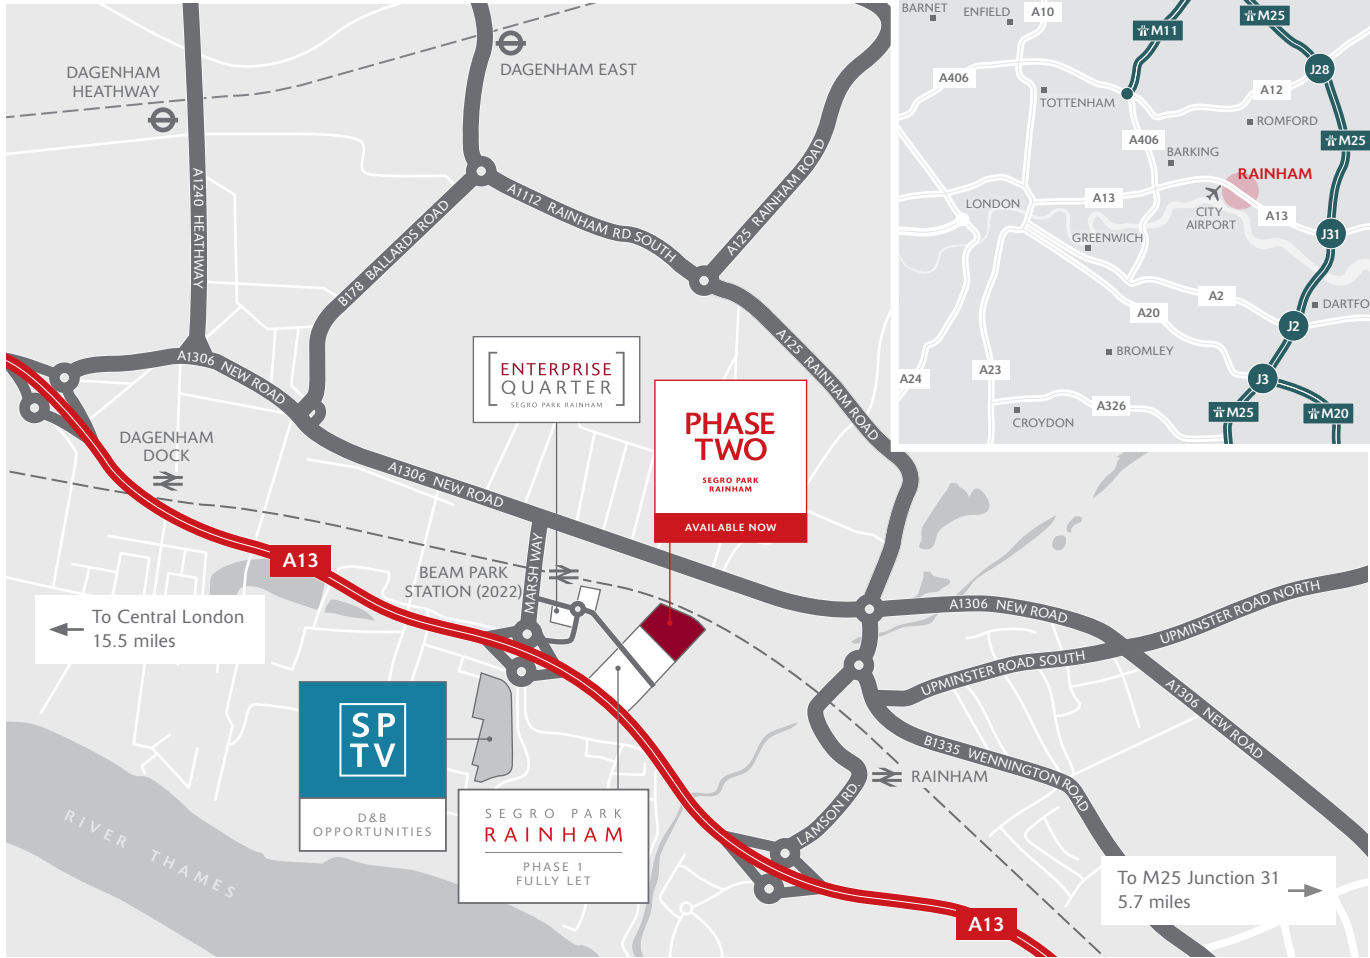 DAGENHAM
HEATHWAY
DAGENHAM EAST
A1240 HEATHWAY
B178 BALLARDS ROAD
A1112 RAINHAM RD SOUTH
A125 RAINHAM ROAD
A125 RAINHAM ROAD
A1306 NEW ROAD
DAGENHAM
DOCK
A1306 NEW ROAD
ENTERPRISE
QUARTER
SEGRO PARK RAINHAM
PHASE
TWO
SEGRO PARK
RAINHAM
AVAILABLE NOW
A13
MARSH WAY
BEAM PARK
STATION (2022)
To Central London
15.5 miles
A1306 NEW ROAD
UPMINSTER ROAD NORTH
UPMINSTER ROAD SOUTH
A1306 NEW ROAD
B1335 WENNINGTON ROAD
RAINHAM
LAMSON RD.
SP
TV
D&B
OPPORTUNITIES
SEGRO PARK
RAINHAM
PHASE 1
FULLY LET
RIVER THAMES
To M25 Junction 31
5.7 miles
A13
BARNET
ENFIELD
A10
M11
M25
J28
A406
TOTTENHAM
A12
ROMFORD
A406
M25
BARKING
RAINHAM
LONDON
A13
CITY
AIRPORT
A13
J31
GREENWICH
A2
DARTFO
A20
J2
BROMLEY
A24
A23
J3
A326
CROYDON
M25
M20